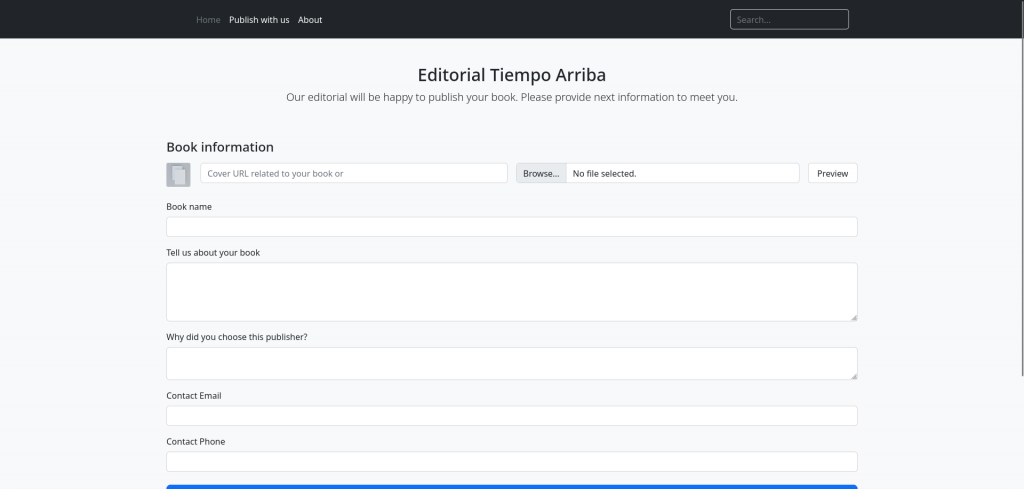 Home Publish with us About Search...
Editorial Tiempo Arriba
Our editorial will be happy to publish your book. Please provide next information to meet you.
Book information
Cover URL related to your book or Browse... No file selected. Preview
Book name
Tell us about your book
Why did you choose this publisher?
Contact Email
Contact Phone